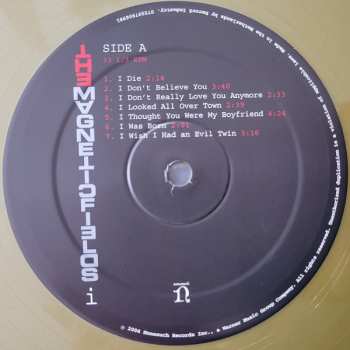 SIDE A
33 1/3 RPM
1. I Die 2:14
2. I Don't Believe You 3:40
3. I Don't Really Love You Anymore 2:33
4. I Looked All Over Town 2:39
5. I Thought You Were My Boyfriend 4:24
6. I Was Born 2:01
7. I Wish I Had an Evil Twin 3:16
THE MAGNETIC FIELDS
i
© 2004 Nonesuch Records Inc., a Warner Music Group Company. All Rights Reserved. Unauthorized duplication is a violation of applicable laws. Made in the Netherlands by Record Industry.